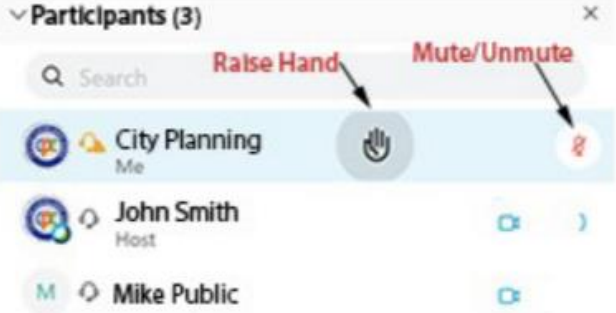 Participants (3)
Search
Raise Hand
Mute/Unmute
City Planning
Me
John Smith
Host
M
Mike Public